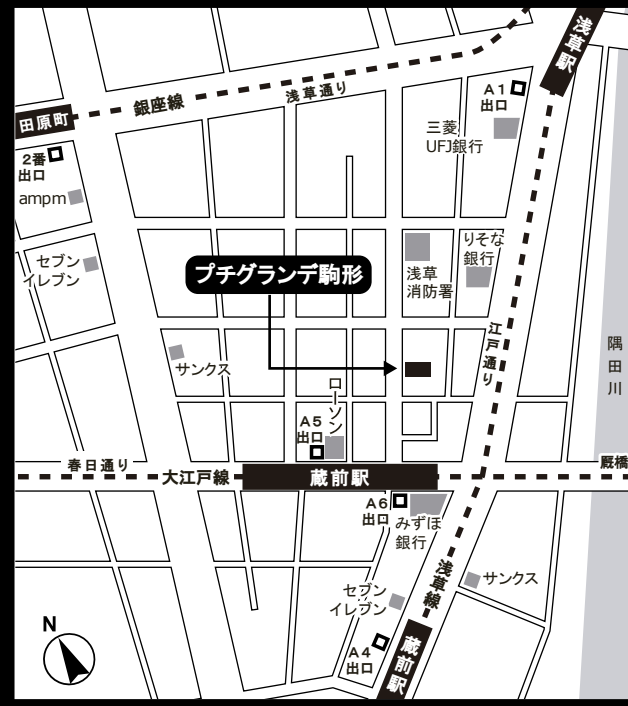 浅草駅
A1
出口
浅草通り
銀座線
田原町
三菱
UFJ銀行
2番
出口
ampm
セブン
イレブン
りそな
銀行
浅草
消防署
プチグランデ駒形
江戸通り
隅田川
サンクス
ローソン
A5
出口
春日通り
大江戸線
蔵前駅
厩橋
A6
出口
みずほ
銀行
浅草線
サンクス
セブン
イレブン
A4
出口
蔵前駅
N